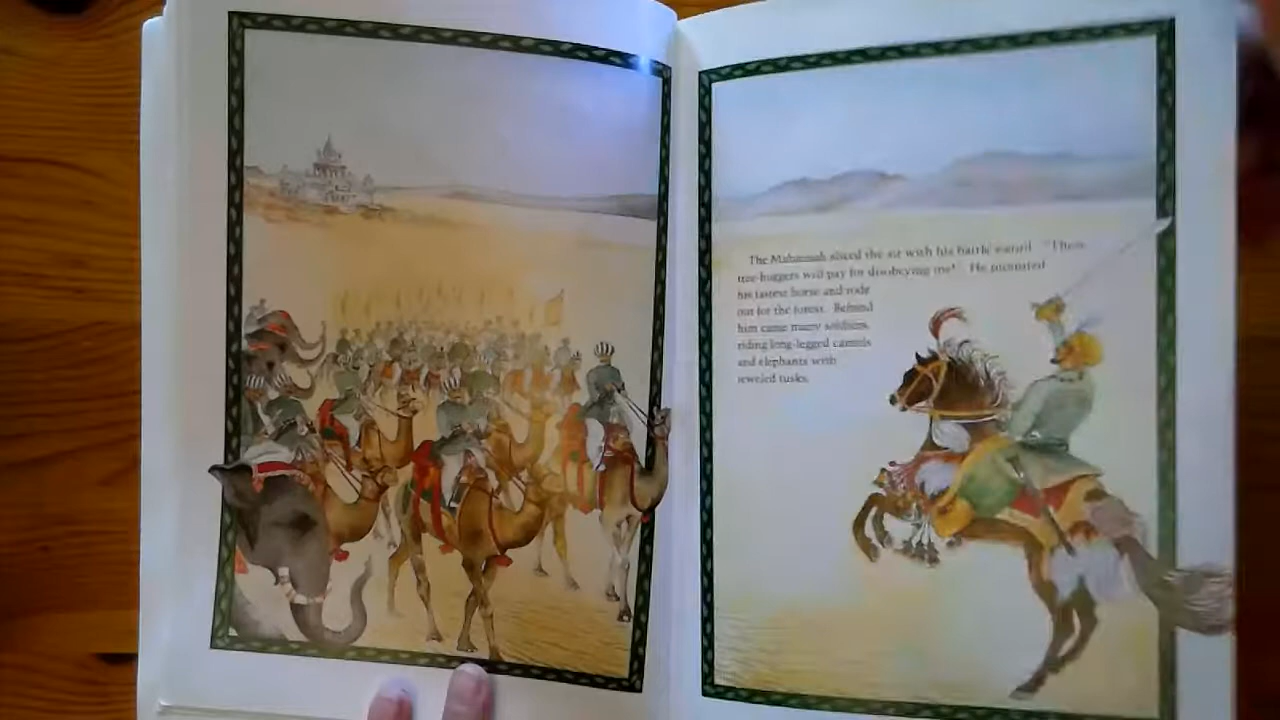 The Maharajah sliced the air with his battle sword. "These
tree-huggers will pay for disobeying me!" He mounted
his fastest horse and rode
out for the forest. Behind
him came many soldiers,
riding long-legged camels
and elephants with
jeweled tusks.